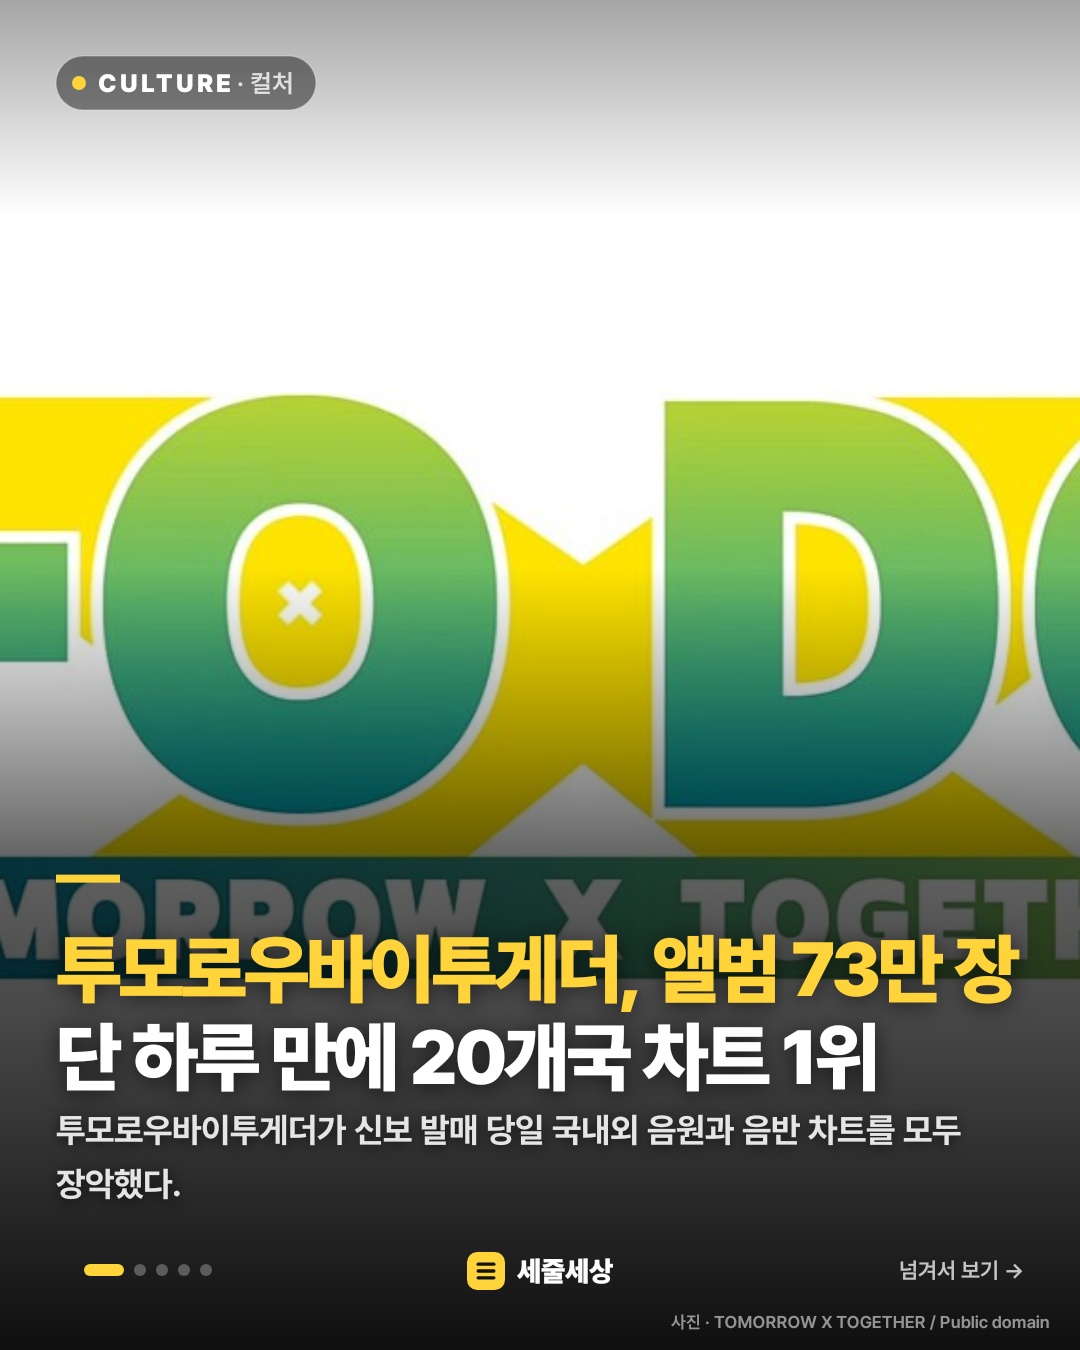 CULTURE · 컬처
TO DO
MORROW X TOGETH
투모로우바이투게더, 앨범 73만 장
단 하루 만에 20개국 차트 1위
투모로우바이투게더가 신보 발매 당일 국내외 음원과 음반 차트를 모두
장악했다.
세줄세상
넘겨서 보기 →
사진 · TOMORROW X TOGETHER / Public domain